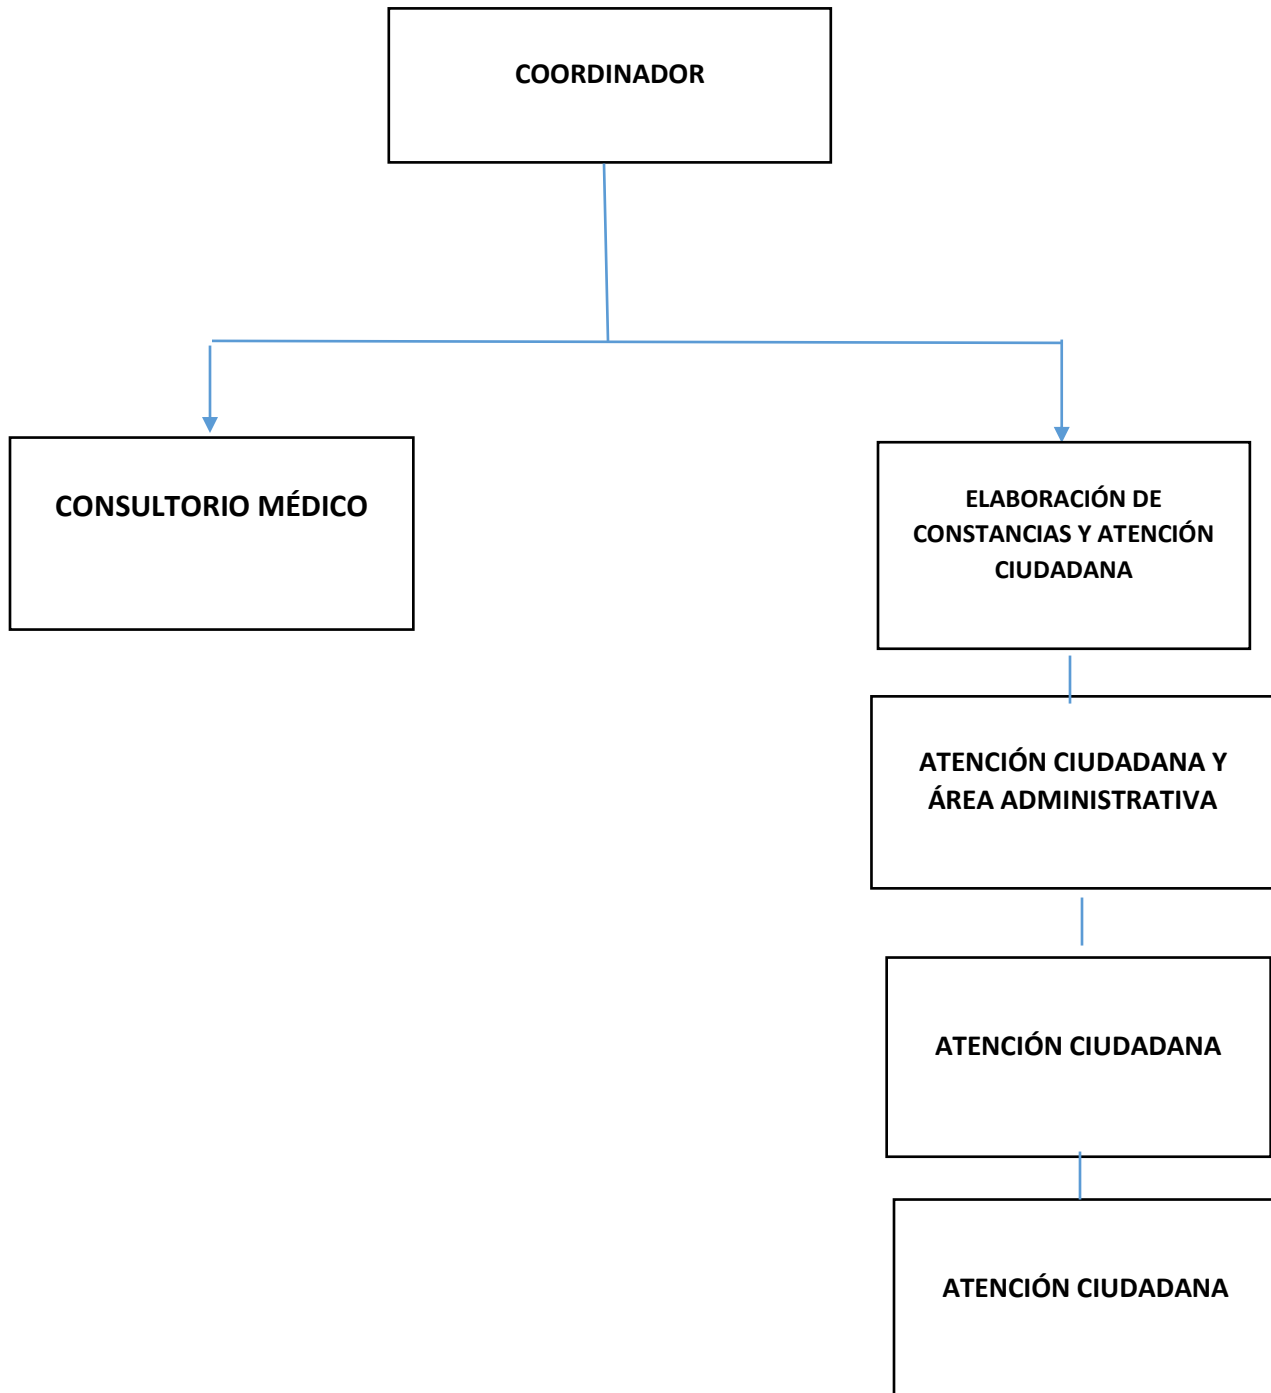 COORDINADOR
CONSULTORIO MÉDICO
ELABORACIÓN DE
CONSTANCIAS Y ATENCIÓN
CIUDADANA
ATENCIÓN CIUDADANA Y
ÁREA ADMINISTRATIVA
ATENCIÓN CIUDADANA
ATENCIÓN CIUDADANA